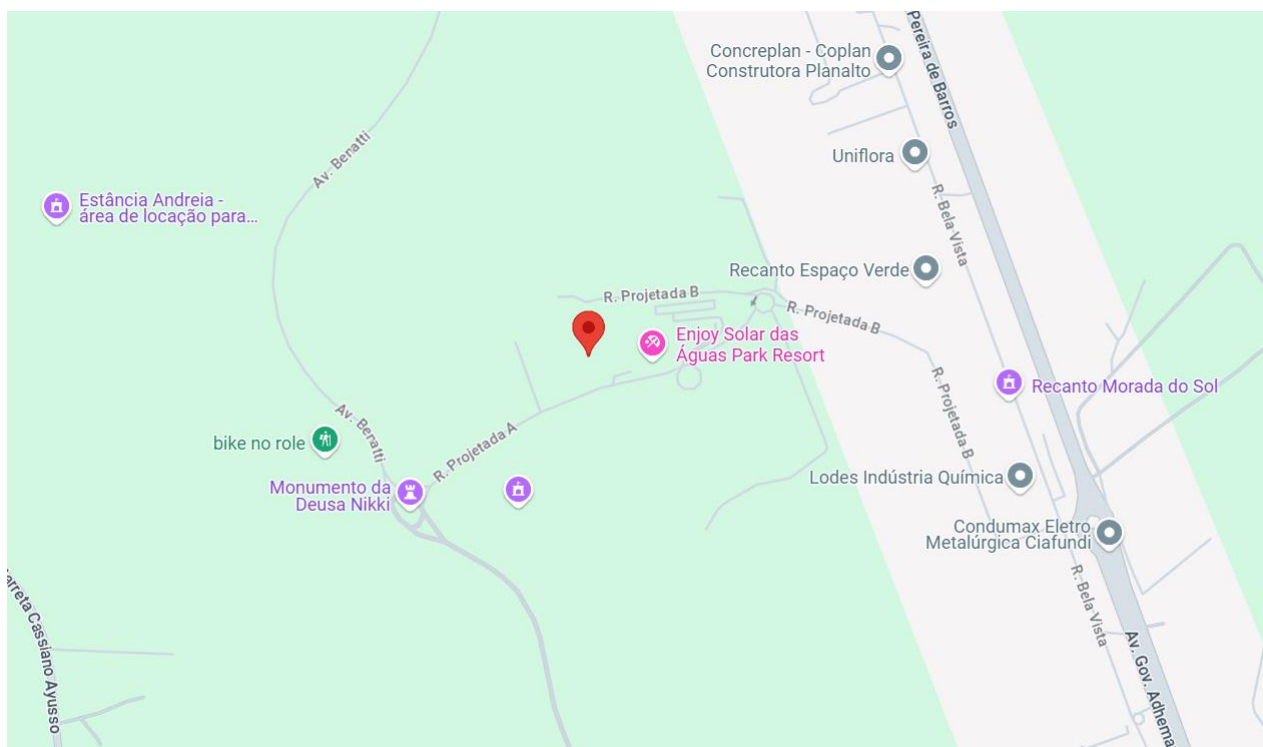 Pereira de Barros
Concreplan - Coplan
Construtora Planalto
Av. Benatti
Uniflora
Estância Andreia -
área de locação para...
R. Bela Vista
Recanto Espaço Verde
R. Projetada B
R. Projetada B
Enjoy Solar das
Águas Park Resort
R. Projetada B
Recanto Morada do Sol
Av. Benatti
bike no role
R. Projetada A
Monumento da
Deusa Nikki
Lodes Indústria Química
Condumax Eletro
Metalúrgica Ciafundi
R. Bela Vista
Cassiano Ayusso
Av. Gov. Adhema